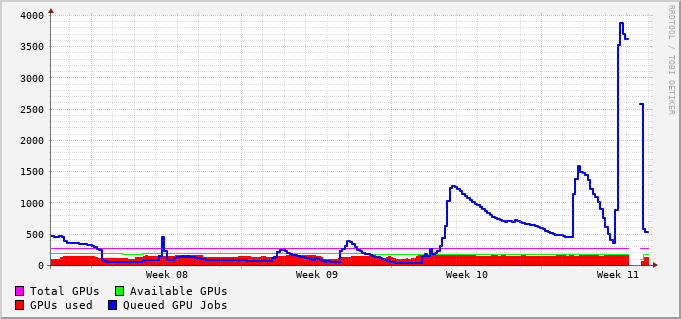 RRDTOOL / TOBI OETIKER
4000
3500
3000
2500
2000
1500
1000
500
0
Week 08 Week 09 Week 10 Week 11
Total GPUs Available GPUs
GPUs used Queued GPU Jobs